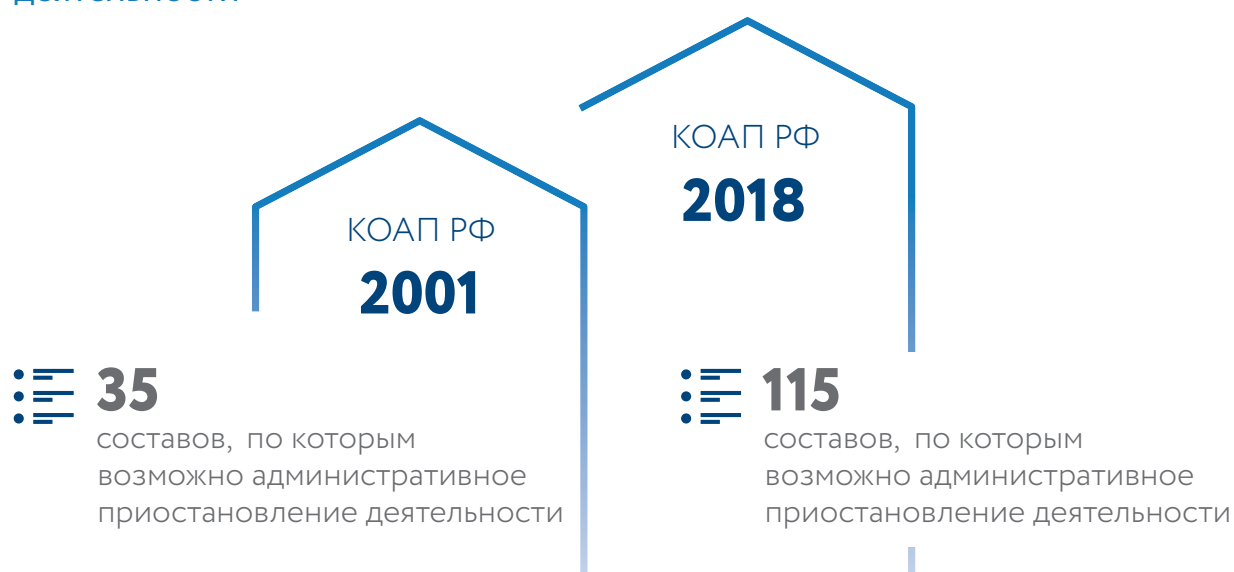 КОАП РФ
2018
КОАП РФ
2001
35
составов, по которым
возможно административное
приостановление деятельности
115
составов, по которым
возможно административное
приостановление деятельности